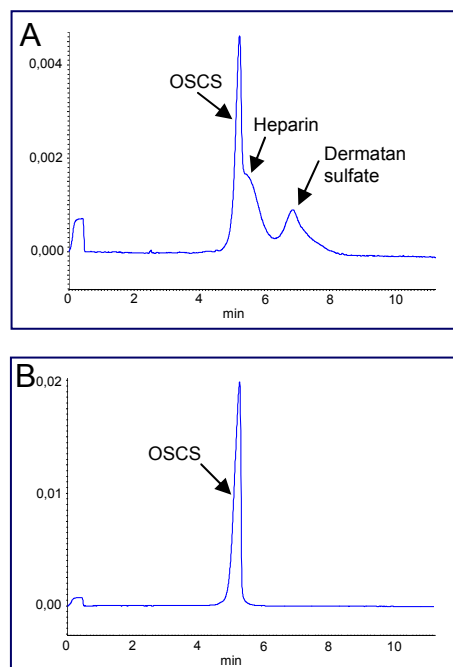 A
0,004
OSCS
Heparin
Dermatan
sulfate
0,002
0,000
0 2 4 6 8 10
min
B
0,02
OSCS
0,01
0,00
0 2 4 6 8 10
min